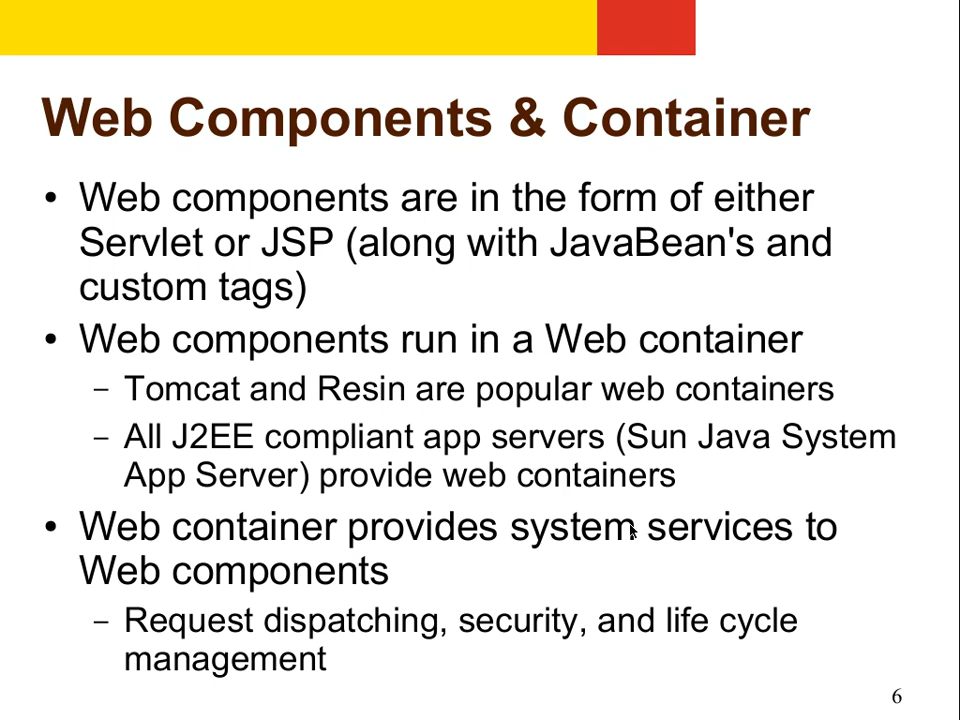 Web Components & Container
• Web components are in the form of either
Servlet or JSP (along with JavaBean's and
custom tags)
• Web components run in a Web container
– Tomcat and Resin are popular web containers
– All J2EE compliant app servers (Sun Java System
App Server) provide web containers
• Web container provides system services to
Web components
– Request dispatching, security, and life cycle
management
6